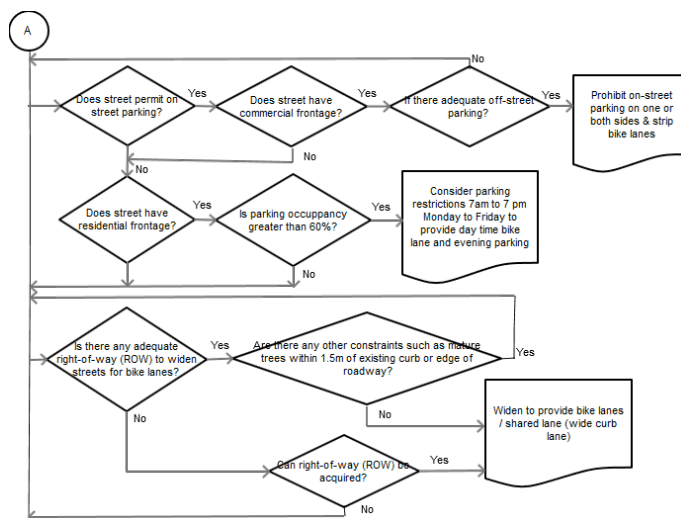 A
No
Does street permit on
street parking?
Yes
Does street have
commercial frontage?
Yes
If there adequate off-street
parking?
Yes
Prohibit on-street
parking on one or
both sides & strip
bike lanes
No
No
Does street have
residential frontage?
Yes
Is parking occuppancy
greater than 60%?
Yes
Consider parking
restrictions 7am to 7 pm
Monday to Friday to
provide day time bike
lane and evening parking
No
No
Is there any adequate
right-of-way (ROW) to widen
streets for bike lanes?
Yes
Are there any other constraints such as mature
trees within 1.5m of existing curb or edge of
roadway?
Yes
No
No
Widen to provide bike lanes
/ shared lane (wide curb
lane)
Can right-of-way (ROW) be
acquired?
Yes
No